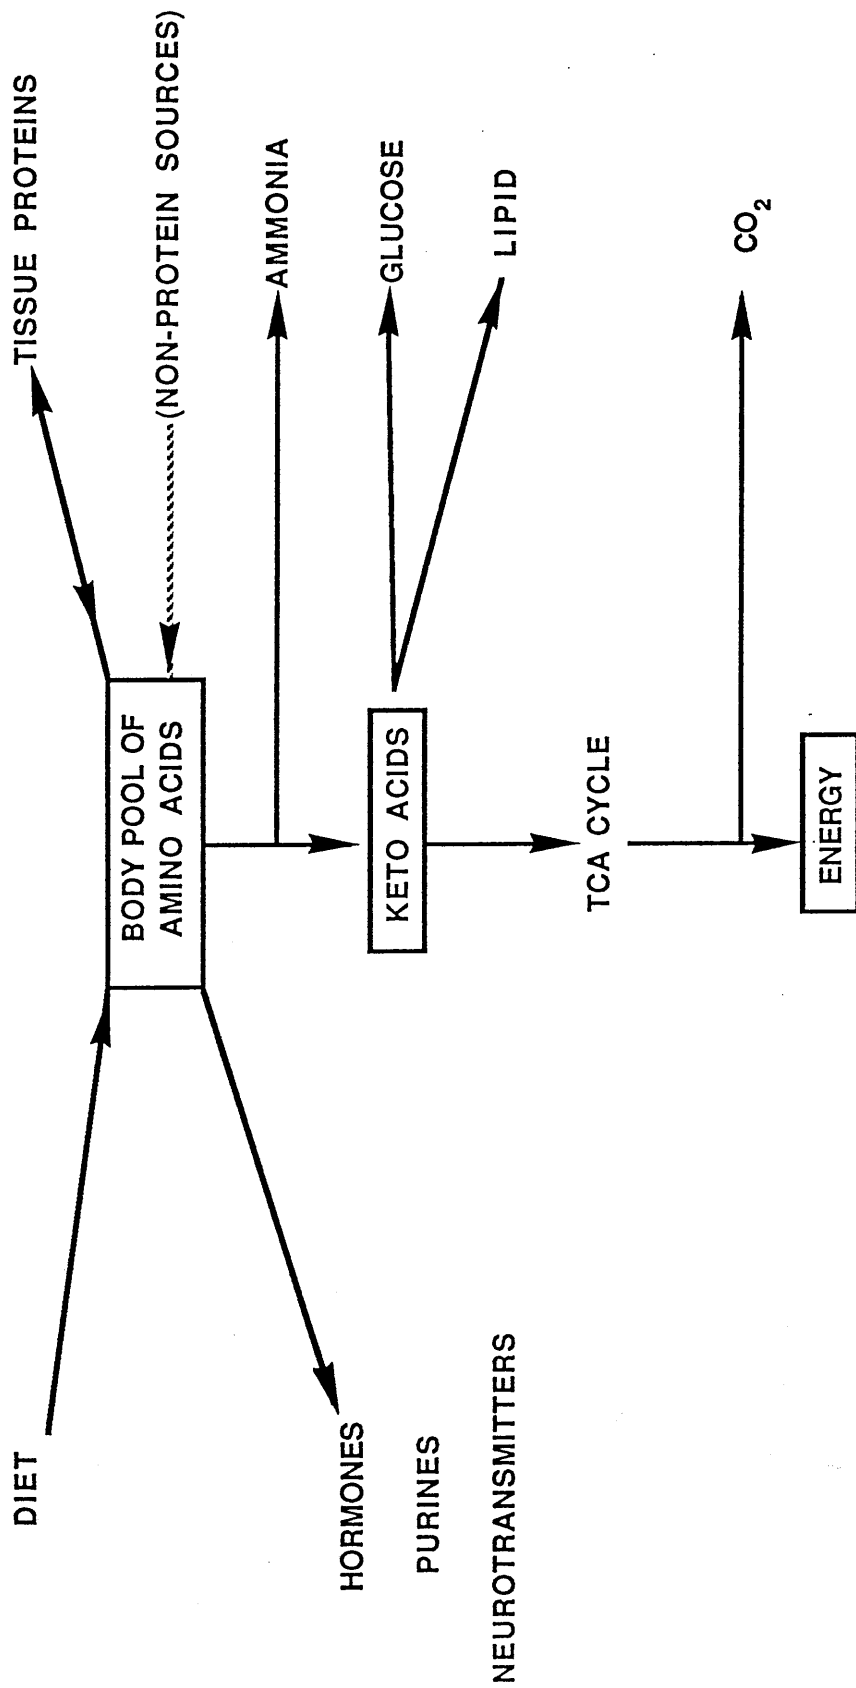 DIET
TISSUE PROTEINS
BODY POOL OF
AMINO ACIDS
(NON-PROTEIN SOURCES)
AMMONIA
HORMONES
PURINES
NEUROTRANSMITTERS
KETO ACIDS
GLUCOSE
LIPID
TCA CYCLE
CO₂
ENERGY